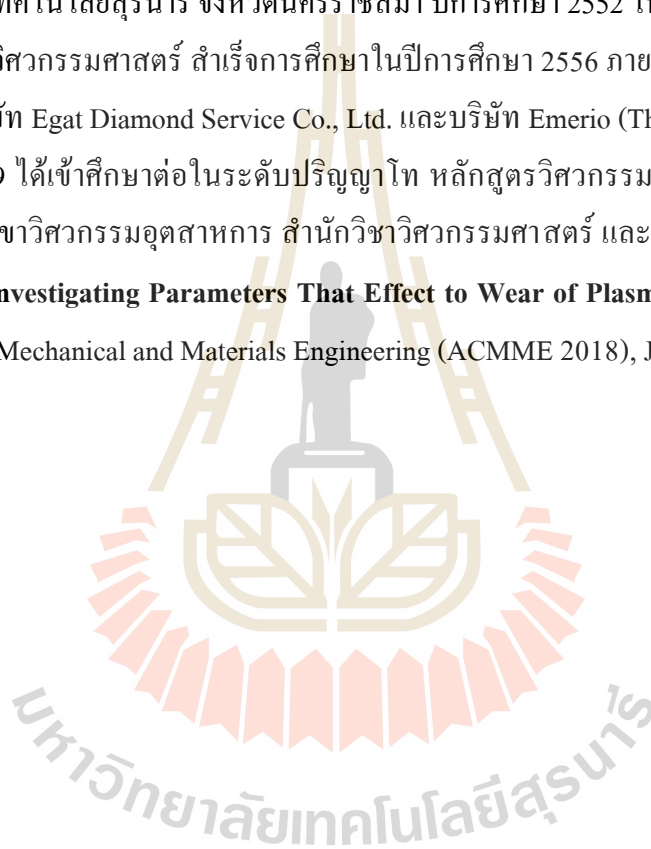 เทคโนโลยีสุรนารี จังหวัดนครราชสีมา ปีการศึกษา 2552
วิศวกรรมศาสตร์ สำเร็จการศึกษาในปีการศึกษา 2556 ภาย
Egat Diamond Service Co., Ltd. และบริษัท Emerio (Th
9 ได้เข้าศึกษาต่อในระดับปริญญาโท หลักสูตรวิศวกรรม
ขาวิศวกรรมอุตสาหการ สำนักวิชาวิศวกรรมศาสตร์ และ
nvestigating Parameters That Effect to Wear of Plasm
Mechanical and Materials Engineering (ACMME 2018), J
มหาวิทยาลัยเทคโนโลยีสุรนารี